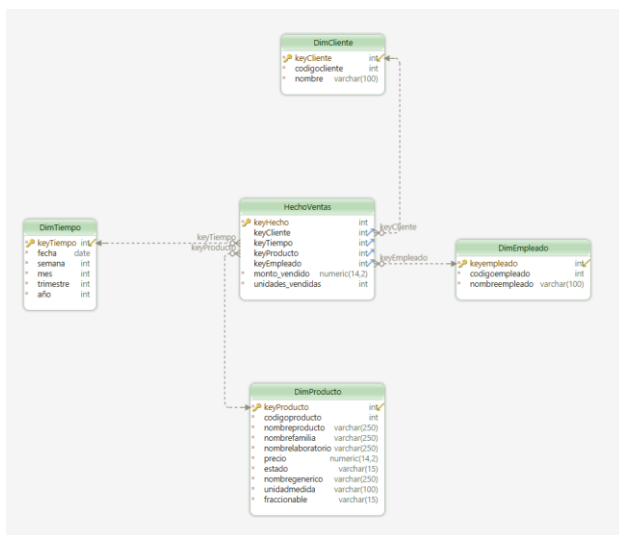 DimCliente
keyCliente int
codigocliente int
nombre varchar(100)
HechoVentas
keyHecho int
keyCliente int
keyTiempo int
keyProducto int
keyEmpleado int
monto_vendido numeric(14,2)
unidades_vendidas int
keyCliente
keyTiempo
keyProducto
keyEmpleado
DimTiempo
keyTiempo int
fecha date
semana int
mes int
trimestre int
año int
DimEmpleado
keyempleado int
codigoempleado int
nombreempleado varchar(100)
DimProducto
keyProducto int
codigoproducto int
nombreproducto varchar(250)
nombrefamilia varchar(250)
nombrelaboratorio varchar(250)
precio numeric(14,2)
estado varchar(15)
nombregenerico varchar(250)
unidadmedida varchar(100)
fraccionable varchar(15)